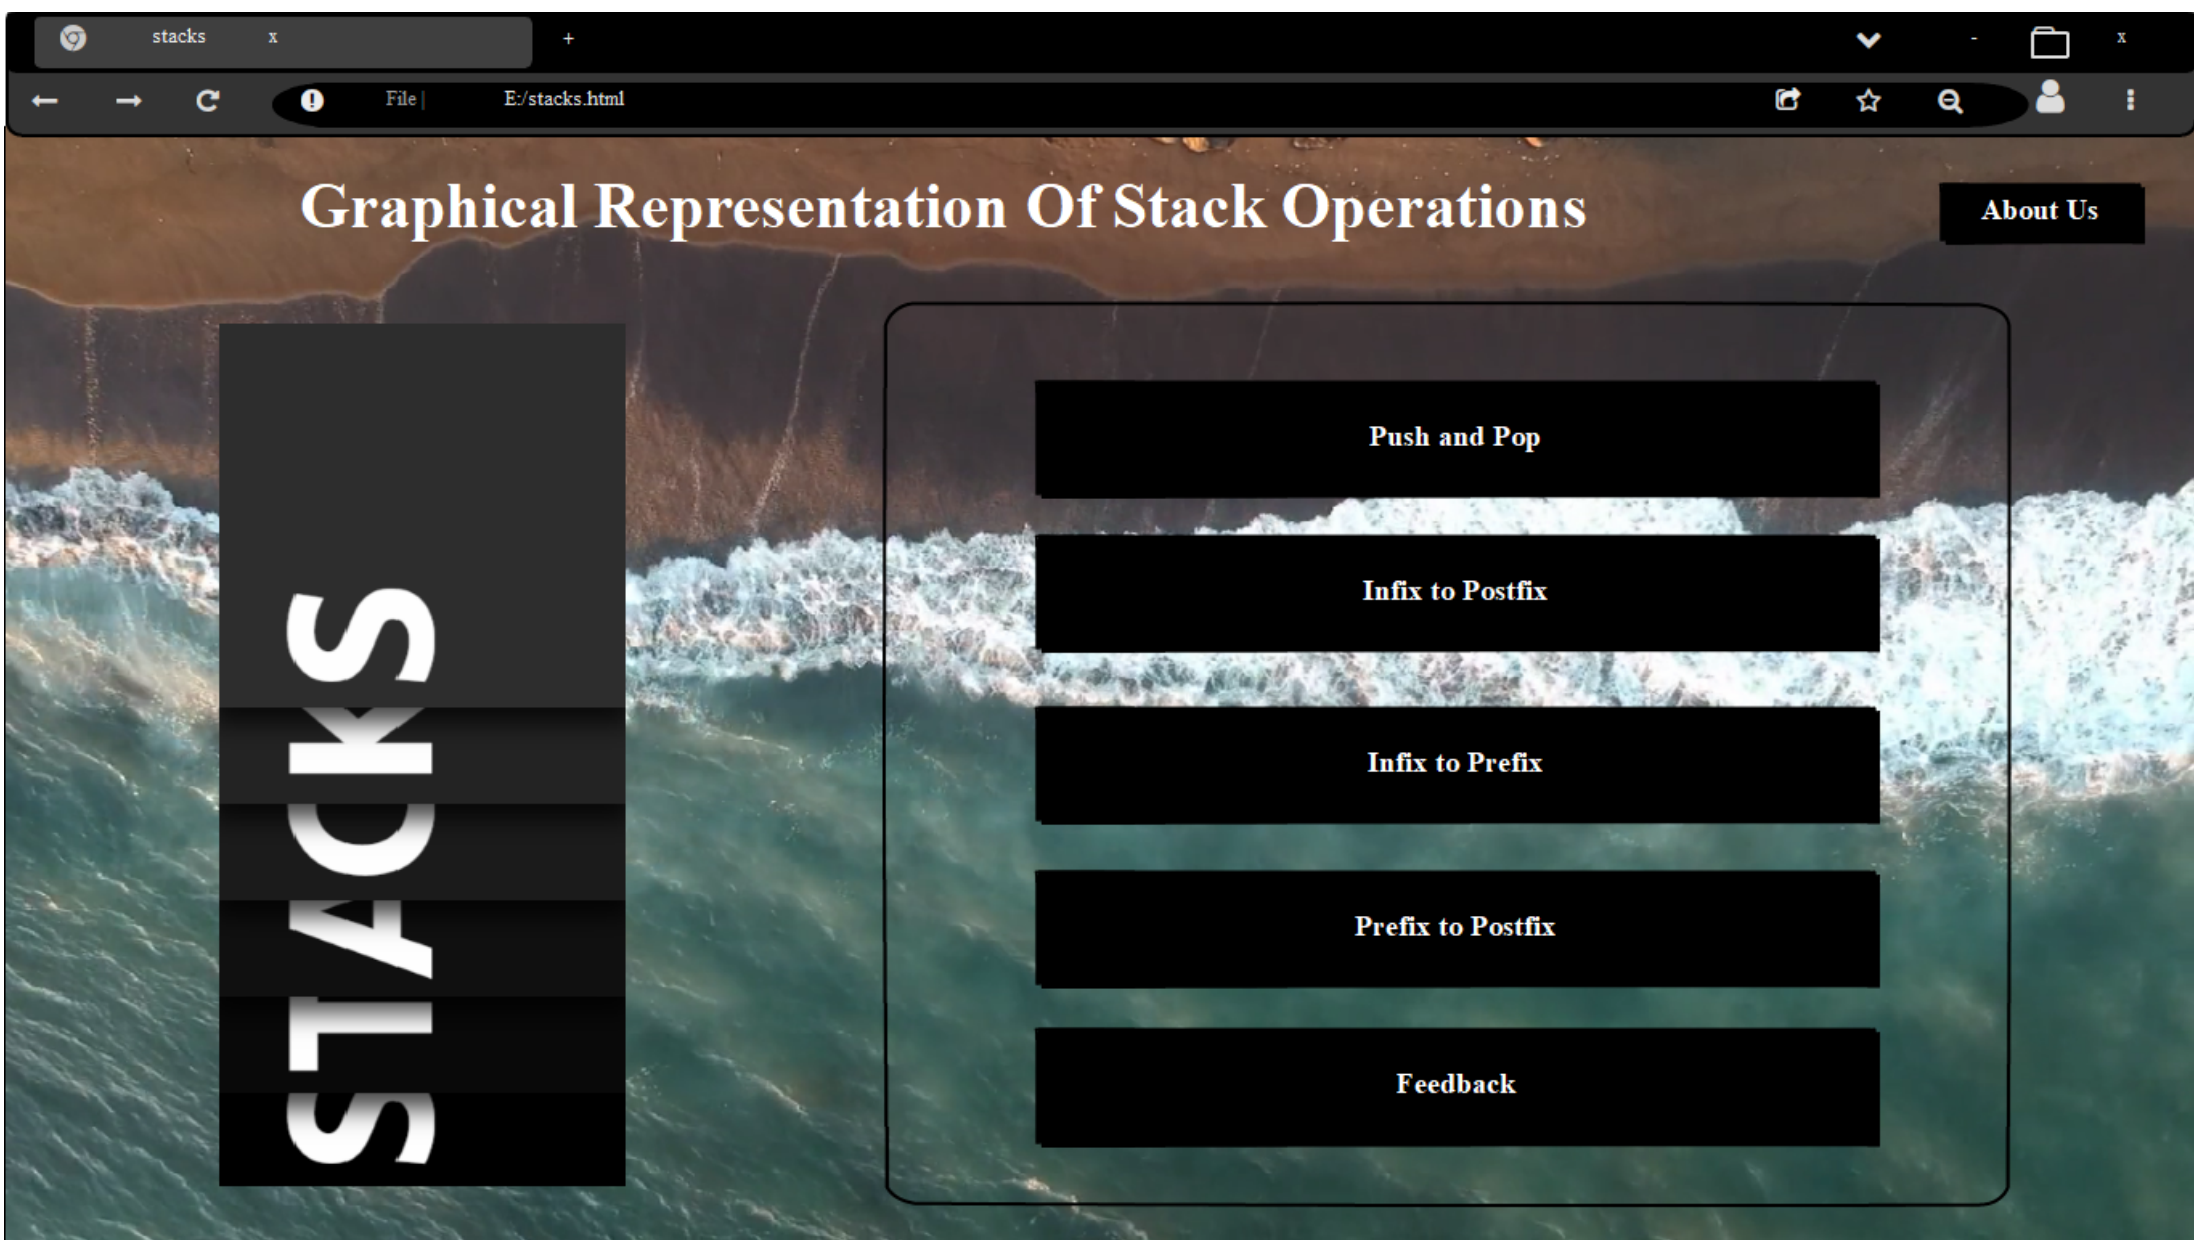 stacks x + - x
File | E:/stacks.html
Graphical Representation Of Stack Operations
About Us
STACKS
Push and Pop
Infix to Postfix
Infix to Prefix
Prefix to Postfix
Feedback